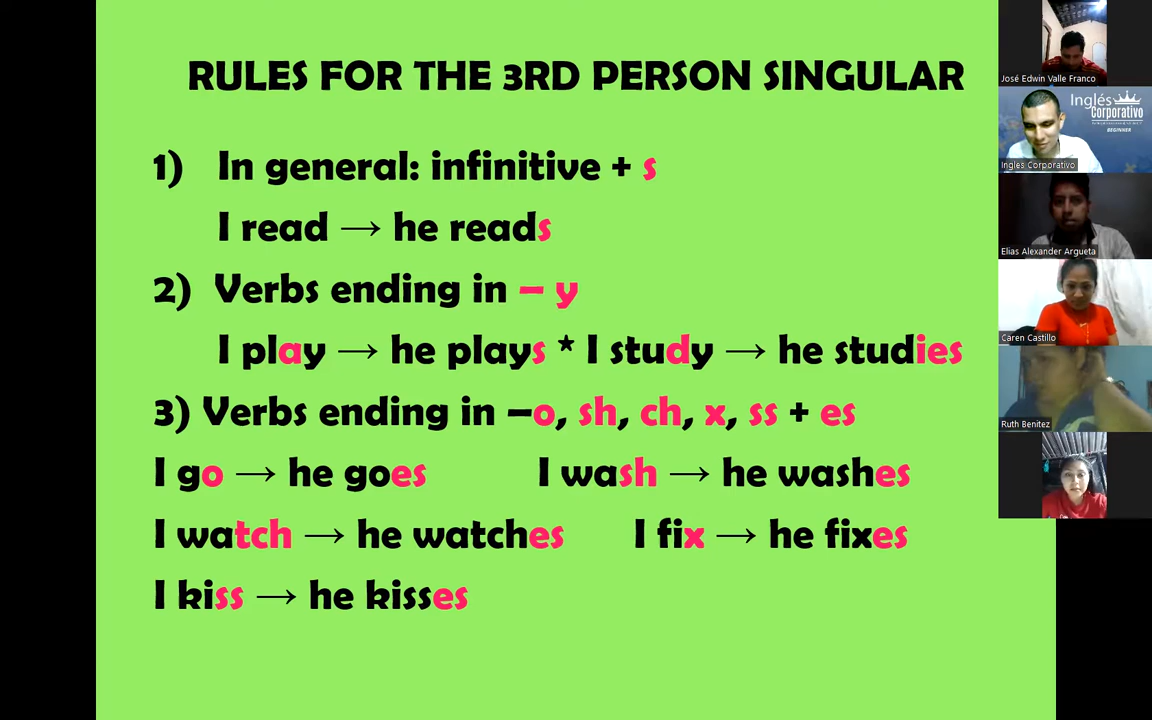 RULES FOR THE 3RD PERSON SINGULAR
1) In general: infinitive + s
I read → he reads
2) Verbs ending in – y
I play → he plays * I study → he studies
3) Verbs ending in –o, sh, ch, x, ss + es
I go → he goes I wash → he washes
I watch → he watches I fix → he fixes
I kiss → he kisses
José Edwin Valle Franco
Inglés
Corporativo
BEGINNER
Ingles Corporativo
Elias Alexander Argueta
Caren Castillo
Ruth Benitez